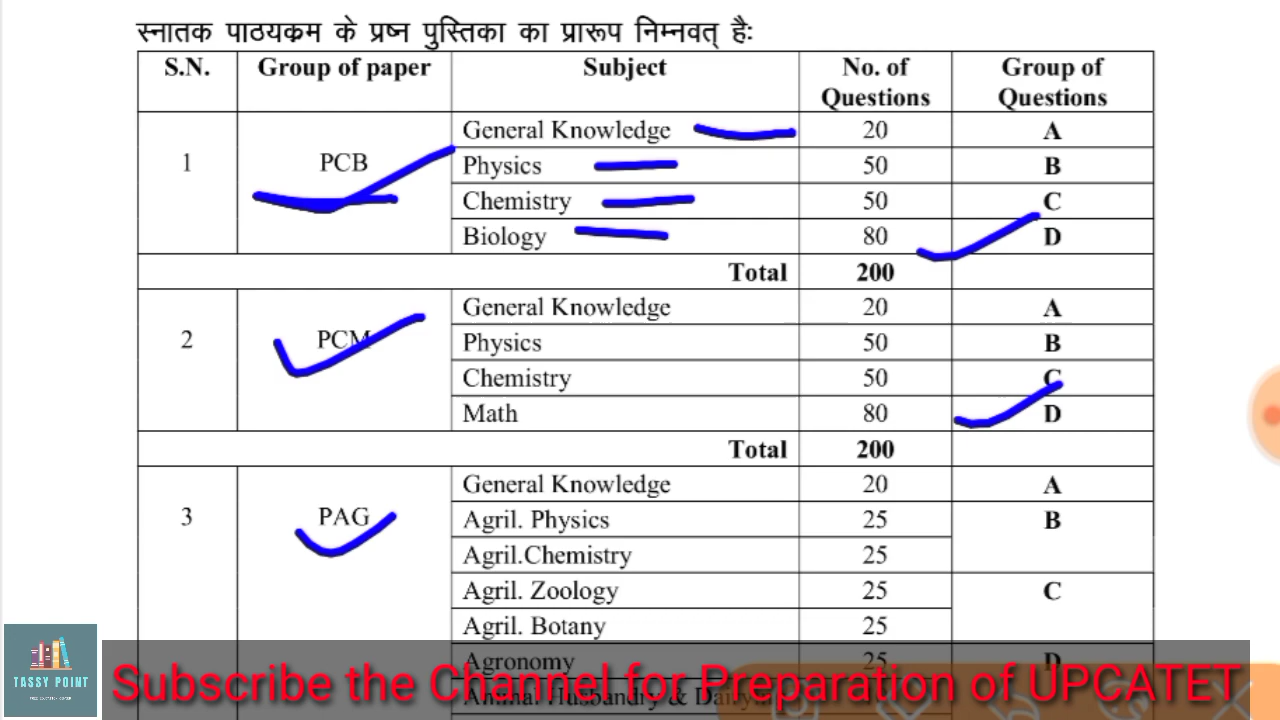 स्नातक पाठयक्रम के प्रष्न पुस्तिका का प्रारूप निम्नवत् हैः
S.N. Group of paper Subject No. of Questions Group of Questions
1 PCB General Knowledge 20 A
Physics 50 B
Chemistry 50 C
Biology 80 D
Total 200
2 PCM General Knowledge 20 A
Physics 50 B
Chemistry 50 C
Math 80 D
Total 200
3 PAG General Knowledge 20 A
Agril. Physics 25 B
Agril.Chemistry 25
Agril. Zoology 25 C
Agril. Botany 25
Agronomy 25 D
Animal Husbandry &
TASSY POINT
Subscribe the Channel for Preparation of UPCATET